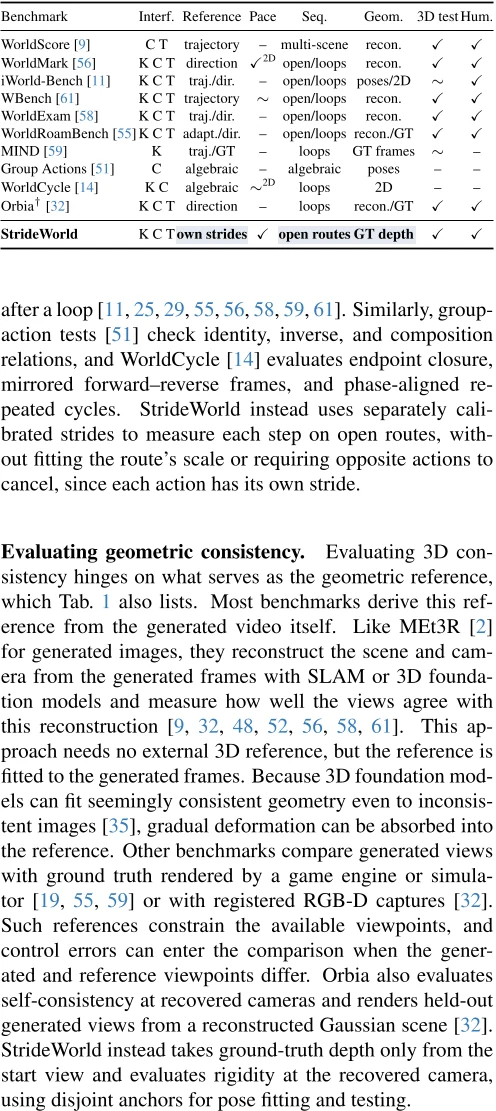 Benchmark Interf. Reference Pace Seq. Geom. 3D test Hum.
WorldScore [9] C T trajectory – multi-scene recon. ✓ ✓
WorldMark [56] K C T direction ✓2D open/loops recon. ✓ ✓
iWorld-Bench [11] K C T traj./dir. – open/loops poses/2D ∼ ✓
WBench [61] K C T trajectory ∼ open/loops recon. ✓ ✓
WorldExam [58] K C T traj./dir. – open/loops recon. ✓ ✓
WorldRoamBench [55] K C T adapt./dir. – open/loops recon./GT ✓ ✓
MIND [59] K traj./GT – loops GT frames ∼ –
Group Actions [51] C algebraic – algebraic poses – –
WorldCycle [14] K C algebraic ∼2D loops 2D – –
Orbia† [32] K C T direction – loops recon./GT ✓ ✓
StrideWorld K C T own strides ✓ open routes GT depth ✓ ✓
after a loop [11, 25, 29, 55, 56, 58, 59, 61]. Similarly, group-
action tests [51] check identity, inverse, and composition
relations, and WorldCycle [14] evaluates endpoint closure,
mirrored forward–reverse frames, and phase-aligned re-
peated cycles. StrideWorld instead uses separately cali-
brated strides to measure each step on open routes, with-
out fitting the route's scale or requiring opposite actions to
cancel, since each action has its own stride.
Evaluating geometric consistency. Evaluating 3D con-
sistency hinges on what serves as the geometric reference,
which Tab. 1 also lists. Most benchmarks derive this ref-
erence from the generated video itself. Like MEt3R [2]
for generated images, they reconstruct the scene and cam-
era from the generated frames with SLAM or 3D founda-
tion models and measure how well the views agree with
this reconstruction [9, 32, 48, 52, 56, 58, 61]. This ap-
proach needs no external 3D reference, but the reference is
fitted to the generated frames. Because 3D foundation mod-
els can fit seemingly consistent geometry even to inconsis-
tent images [35], gradual deformation can be absorbed into
the reference. Other benchmarks compare generated views
with ground truth rendered by a game engine or simula-
tor [19, 55, 59] or with registered RGB-D captures [32].
Such references constrain the available viewpoints, and
control errors can enter the comparison when the gener-
ated and reference viewpoints differ. Orbia also evaluates
self-consistency at recovered cameras and renders held-out
generated views from a reconstructed Gaussian scene [32].
StrideWorld instead takes ground-truth depth only from the
start view and evaluates rigidity at the recovered camera,
using disjoint anchors for pose fitting and testing.